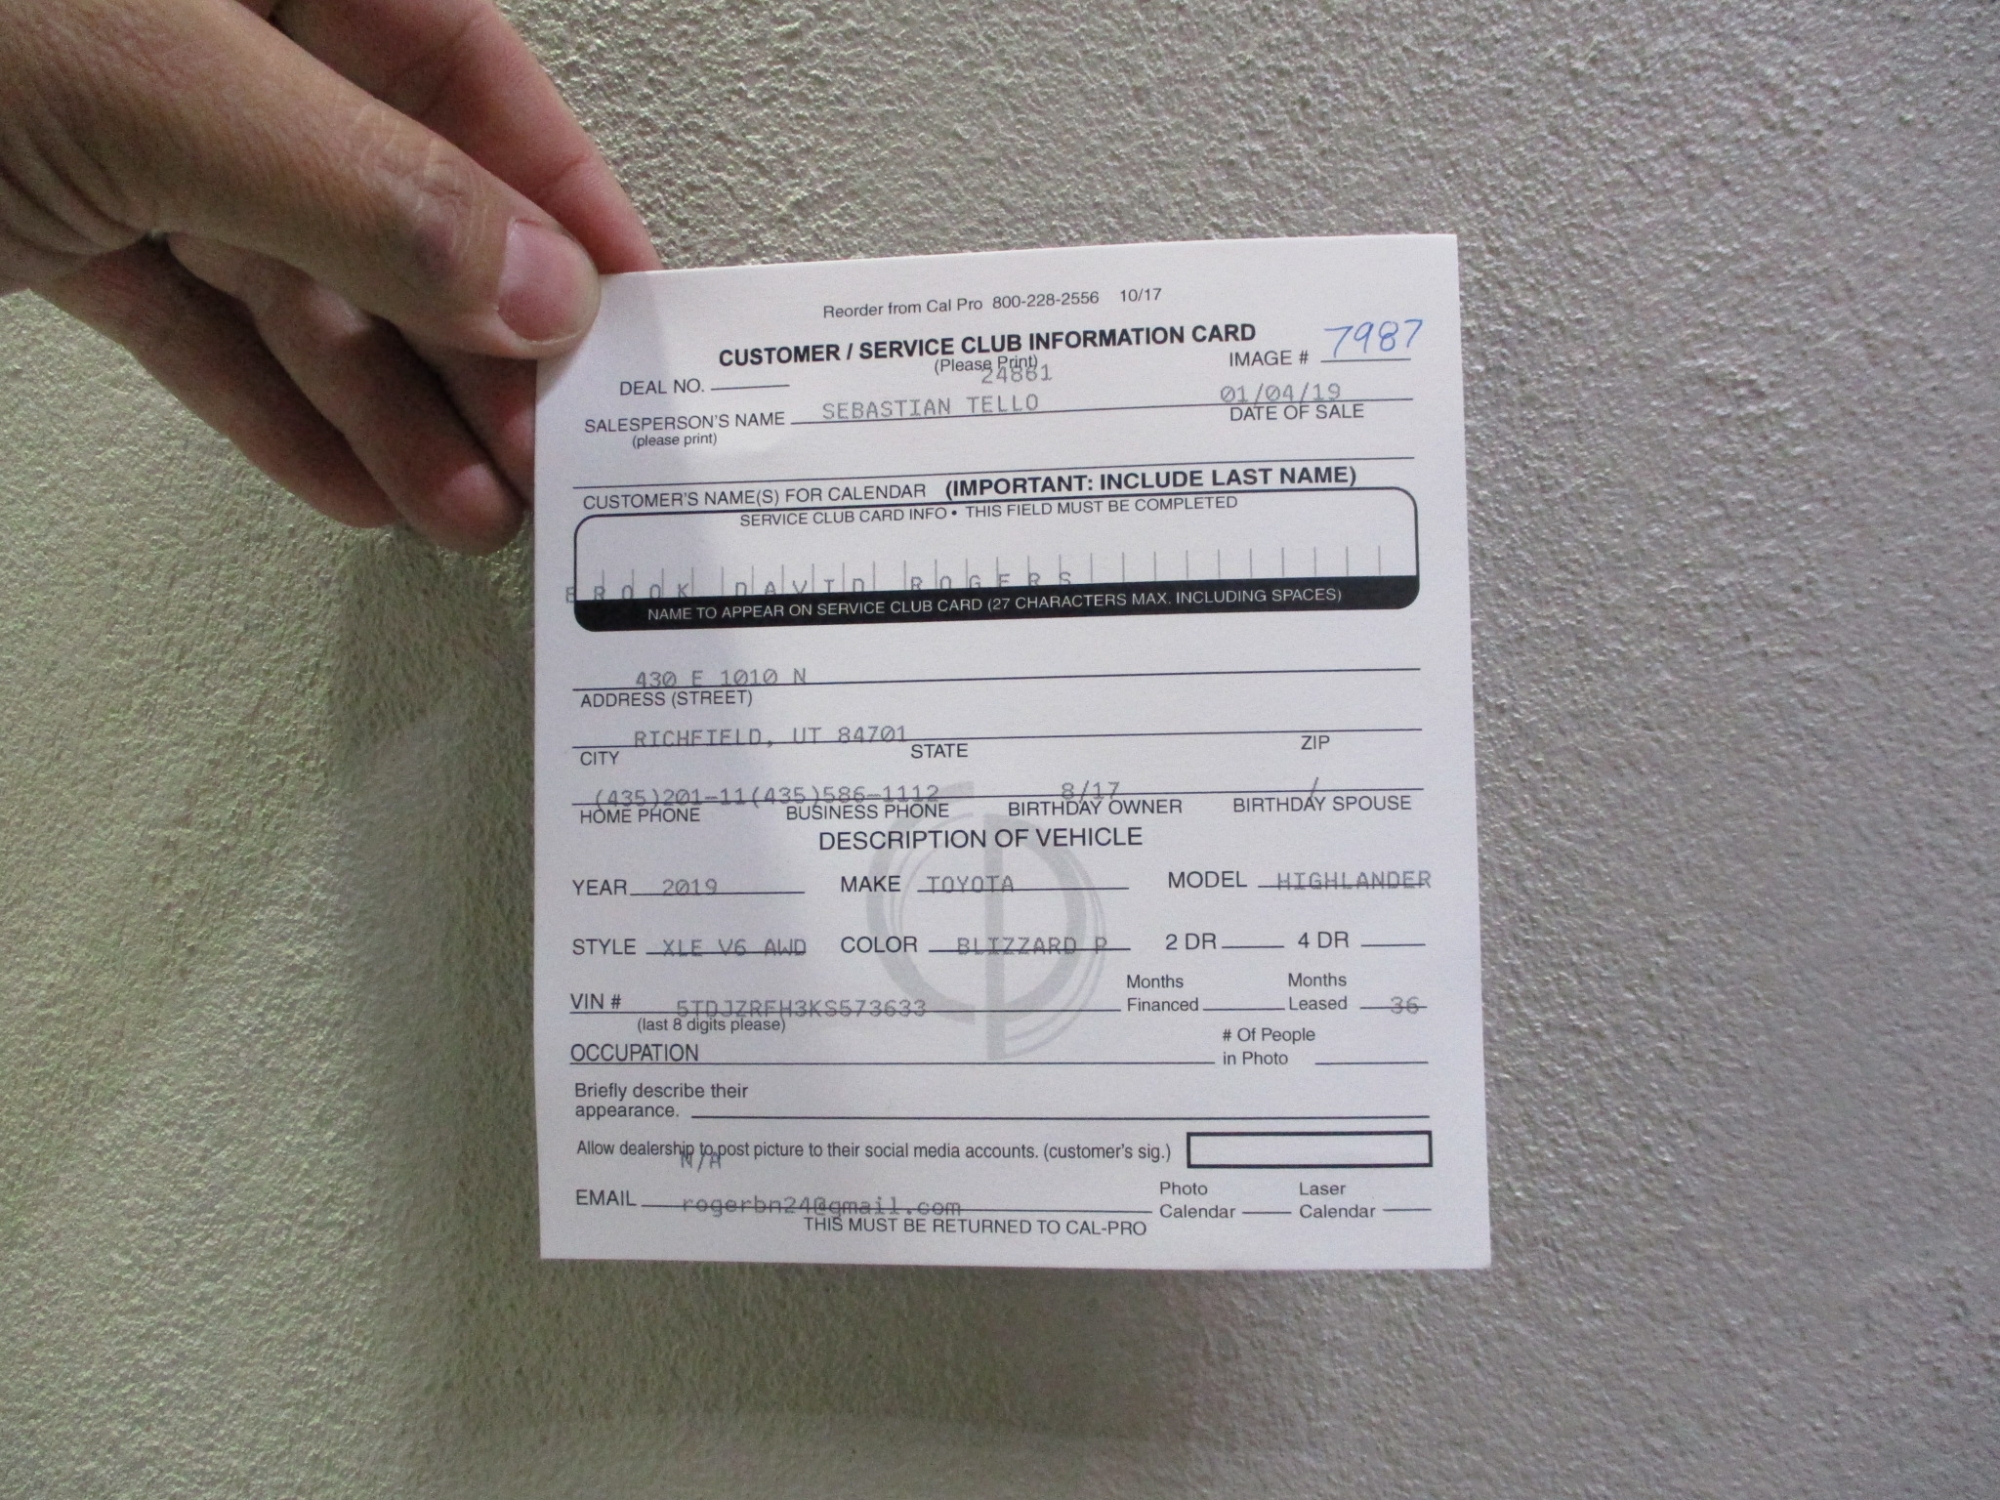 Reorder from Cal Pro 800-228-2556 10/17
CUSTOMER / SERVICE CLUB INFORMATION CARD
IMAGE # 7987
(Please Print)
24881
DEAL NO.
SALESPERSON'S NAME SEBASTIAN TELLO 01/04/19
(please print) DATE OF SALE
CUSTOMER'S NAME(S) FOR CALENDAR (IMPORTANT: INCLUDE LAST NAME)
SERVICE CLUB CARD INFO • THIS FIELD MUST BE COMPLETED
BROOK DAVID ROGERS
NAME TO APPEAR ON SERVICE CLUB CARD (27 CHARACTERS MAX. INCLUDING SPACES)
430 E 1010 N
ADDRESS (STREET)
RICHFIELD, UT 84701
CITY STATE ZIP
(435)201-11(435)586-1112 8/17 /
HOME PHONE BUSINESS PHONE BIRTHDAY OWNER BIRTHDAY SPOUSE
DESCRIPTION OF VEHICLE
YEAR 2019 MAKE TOYOTA MODEL HIGHLANDER
STYLE XLE V6 AWD COLOR BLIZZARD P 2 DR 4 DR
VIN # 5TDJZRFH3KS573633 Months Financed Months Leased 36
(last 8 digits please)
OCCUPATION # Of People in Photo
Briefly describe their
appearance.
Allow dealership to post picture to their social media accounts. (customer's sig.)
N/A
EMAIL rogerbn24@gmail.com Photo Calendar Laser Calendar
THIS MUST BE RETURNED TO CAL-PRO